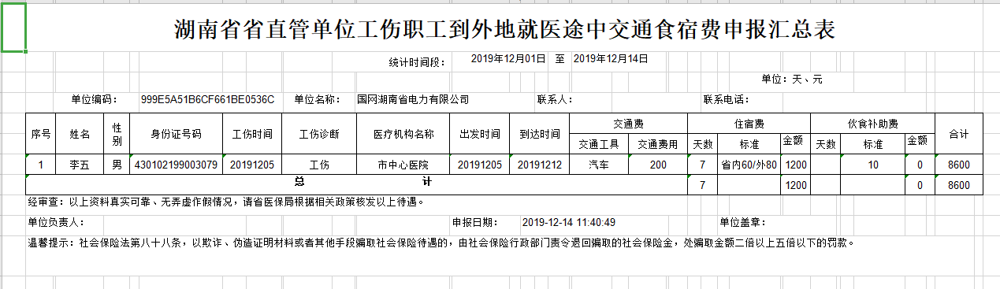 湖南省省直管单位工伤职工到外地就医途中交通食宿费申报汇总表
统计时间段： 2019年12月01日 至 2019年12月14日
单位：天、元
单位编码： 999E5A51B6CF661BE0536C 单位名称： 国网湖南省电力有限公司 联系人： 联系电话：
序号 姓名 性别 身份证号码 工伤时间 工伤诊断 医疗机构名称 出发时间 到达时间 交通费 住宿费 伙食补助费 合计
交通工具 交通费用 天数 标准 金额 天数 标准 金额
1 李五 男 430102199003079 20191205 工伤 市中心医院 20191205 20191212 汽车 200 7 省内60/外80 1200 10 0 8600
总 计 7 1200 0 8600
经审查：以上资料真实可靠、无弄虚作假情况，请省医保局根据相关政策核发以上待遇。
单位负责人： 申报日期： 2019-12-14 11:40:49 单位盖章：
温馨提示：社会保险法第八十八条，以欺诈、伪造证明材料或者其他手段骗取社会保险待遇的，由社会保险行政部门责令退回骗取的社会保险金，处骗取金额二倍以上五倍以下的罚款。